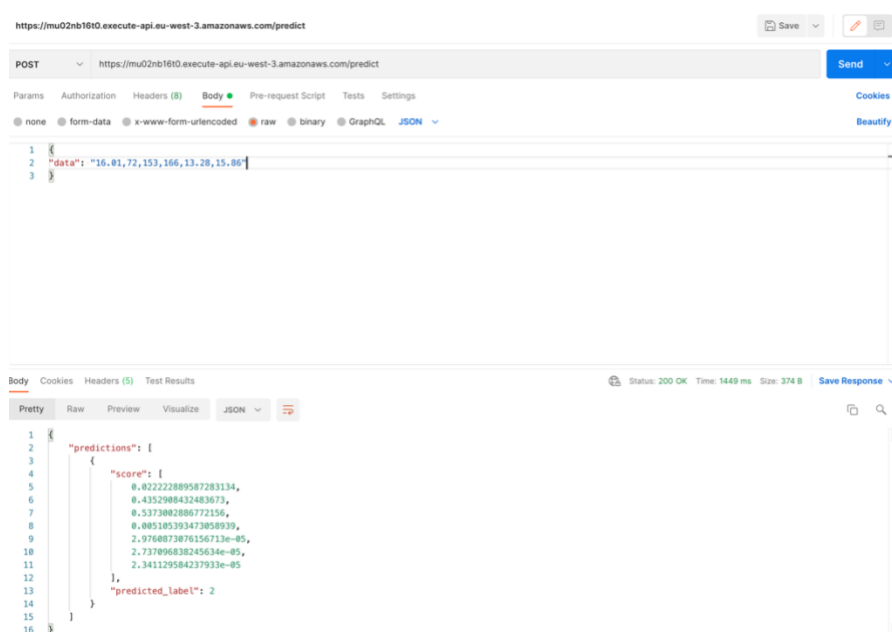 https://mu02nb16t0.execute-api.eu-west-3.amazonaws.com/predict
Save
POST https://mu02nb16t0.execute-api.eu-west-3.amazonaws.com/predict Send
Params Authorization Headers (8) Body Pre-request Script Tests Settings Cookies
none form-data x-www-form-urlencoded raw binary GraphQL JSON Beautify
1 {
2 "data": "16.01,72,153,166,13.28,15.86"
3 }
Body Cookies Headers (5) Test Results Status: 200 OK Time: 1449 ms Size: 374 B Save Response
Pretty Raw Preview Visualize JSON
1 {
2 "predictions": [
3 {
4 "score": [
5 0.022222889587283134,
6 0.4352908432483673,
7 0.5373002886772156,
8 0.005105393473058939,
9 2.9760873076156713e-05,
10 2.737096838245634e-05,
11 2.341129584237933e-05
12 ],
13 "predicted_label": 2
14 }
15 ]
16 }